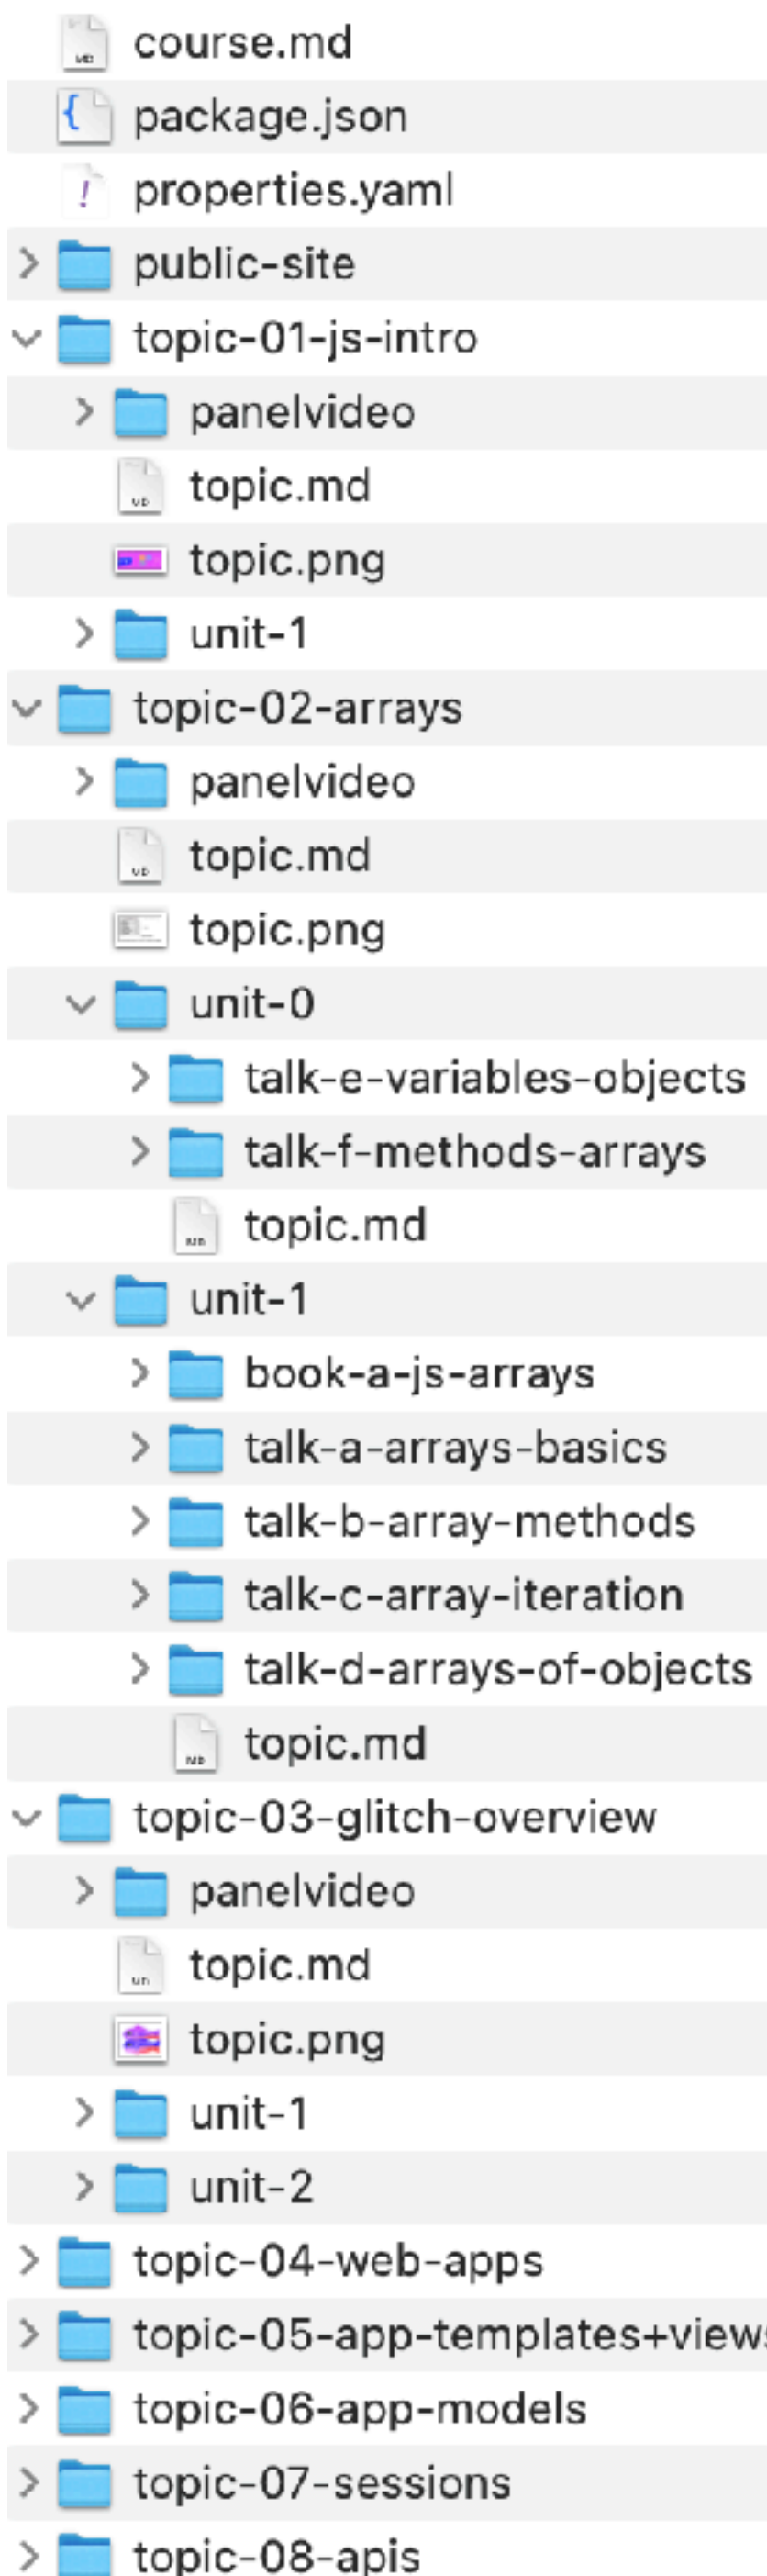 course.md
package.json
properties.yaml
public-site
topic-01-js-intro
panelvideo
topic.md
topic.png
unit-1
topic-02-arrays
panelvideo
topic.md
topic.png
unit-0
talk-e-variables-objects
talk-f-methods-arrays
topic.md
unit-1
book-a-js-arrays
talk-a-arrays-basics
talk-b-array-methods
talk-c-array-iteration
talk-d-arrays-of-objects
topic.md
topic-03-glitch-overview
panelvideo
topic.md
topic.png
unit-1
unit-2
topic-04-web-apps
topic-05-app-templates+views
topic-06-app-models
topic-07-sessions
topic-08-apis